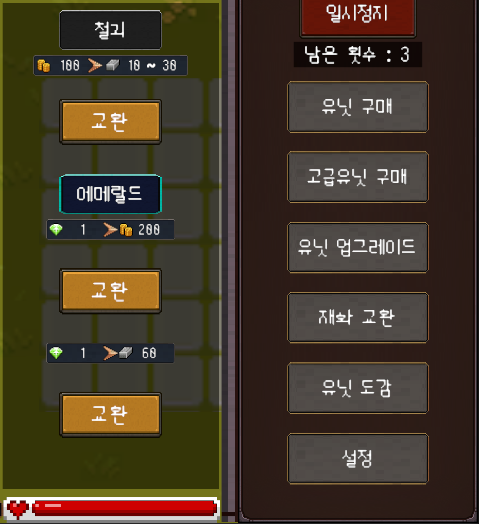 철괴
100 10 ~ 30
교환
에메랄드
1 200
교환
1 60
교환
일시정지
남은 횟수 : 3
유닛 구매
고급유닛 구매
유닛 업그레이드
재화 교환
유닛 도감
설정